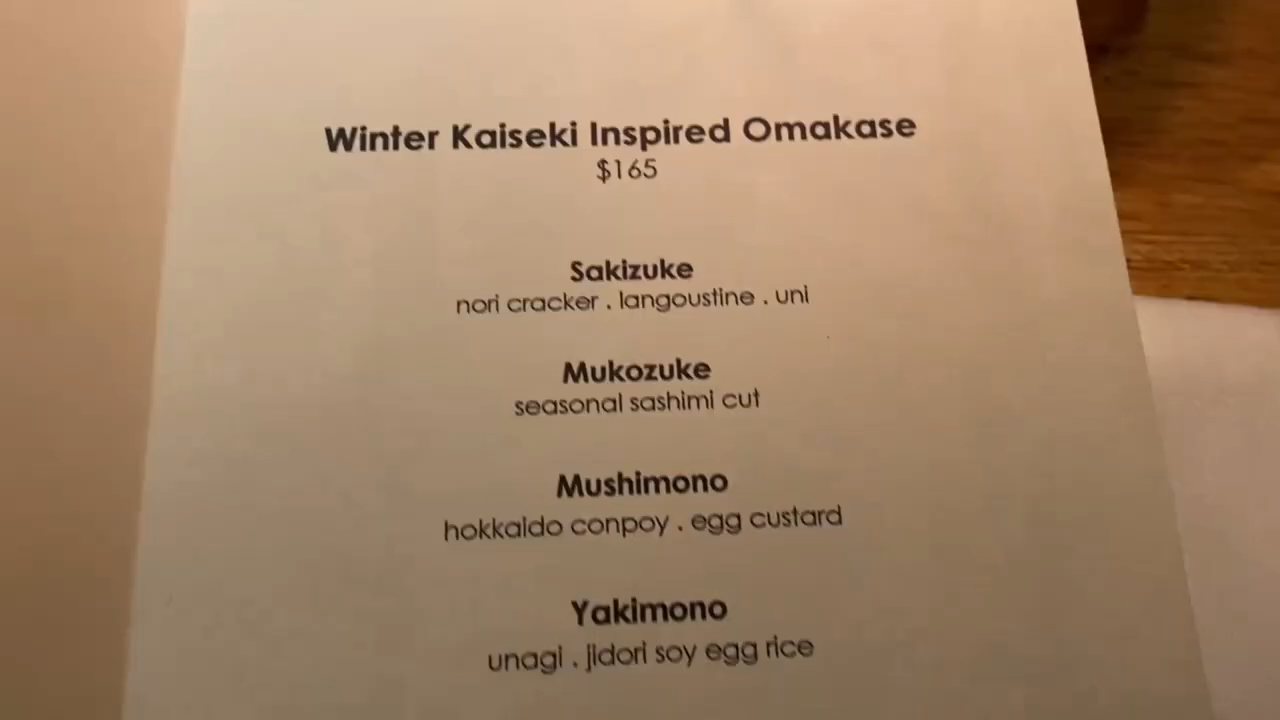 Winter Kaiseki Inspired Omakase
$165
Sakizuke
nori cracker . langoustine . uni
Mukozuke
seasonal sashimi cut
Mushimono
hokkaido conpoy . egg custard
Yakimono
unagi . jidori soy egg rice